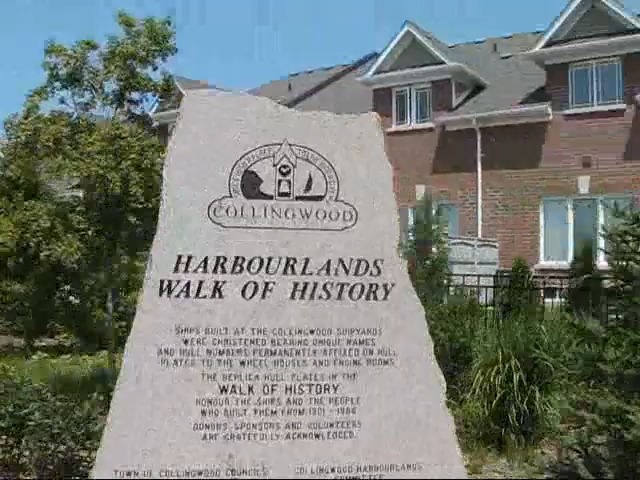 COLLINGWOOD
HARBOURLANDS
WALK OF HISTORY
SHIPS BUILT AT THE COLLINGWOOD SHIPYARDS
WERE CHRISTENED BEARING UNIQUE NAMES
AND HULL NUMBERS PERMANENTLY AFFIXED ON HULL
PLATES TO THE WHEEL HOUSES AND ENGINE ROOMS
THE REPLICA HULL PLATES IN THE
WALK OF HISTORY
HONOUR THE SHIPS AND THE PEOPLE
WHO BUILT THEM FROM 1901 - 1986
DONORS SPONSORS AND VOLUNTEERS
ARE GRATEFULLY ACKNOWLEDGED.
TOWN OF COLLINGWOOD COUNCILS
COLLINGWOOD HARBOURLANDS
COMMITTEE